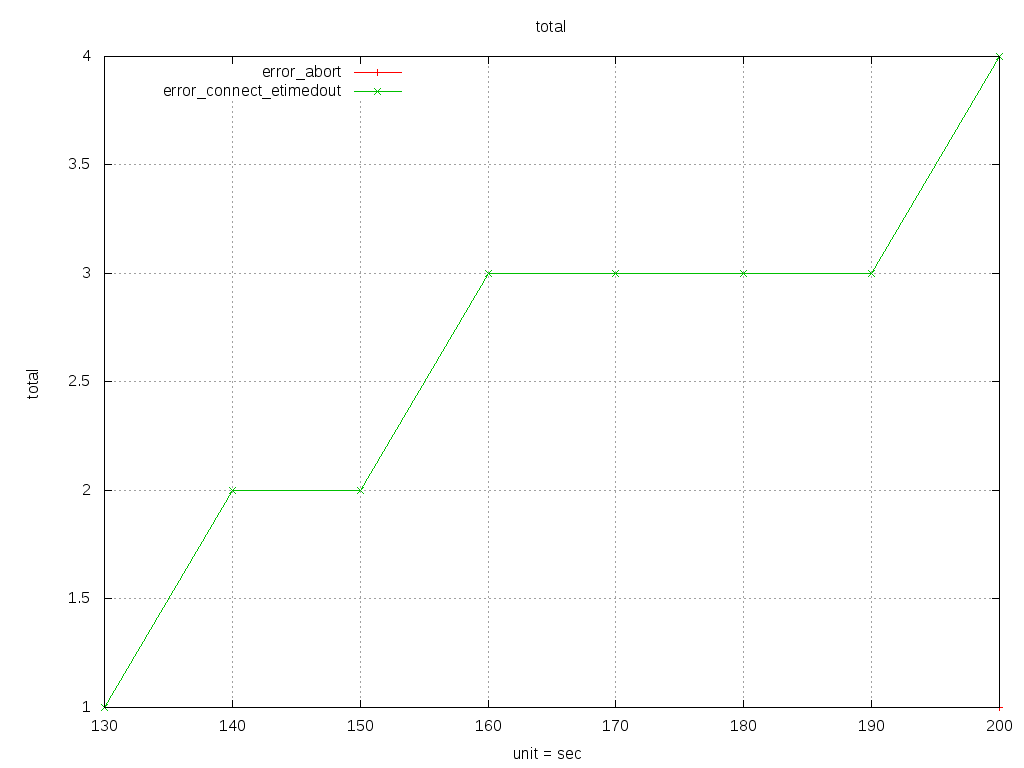 total
error_abort
error_connect_etimedout
4
3.5
3
2.5
2
1.5
1
total
130 140 150 160 170 180 190 200
unit = sec